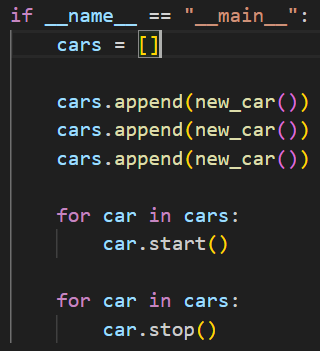 if __name__ == "__main__":
    cars = []
    cars.append(new_car())
    cars.append(new_car())
    cars.append(new_car())
    for car in cars:
        car.start()
    for car in cars:
        car.stop()